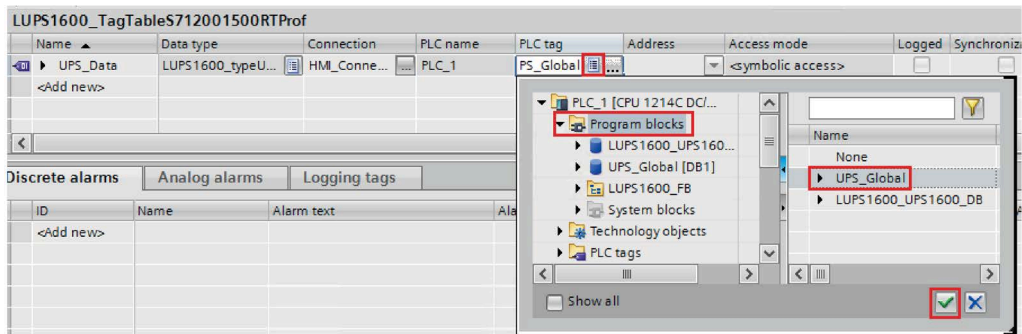 LUPS1600_TagTableS712001500RTProf
Name Data type Connection PLC name PLC tag Address Access mode Logged Synchroniz
UPS_Data LUPS1600_typeU... HMI_Conne... ... PLC_1 PS_Global ... <symbolic access>
<Add new>
PLC_1 [CPU 1214C DC/...
Program blocks
LUPS1600_UPS160...
UPS_Global [DB1]
LUPS1600_FB
System blocks
Technology objects
PLC tags
Name
None
UPS_Global
LUPS1600_UPS1600_DB
Show all
Discrete alarms Analog alarms Logging tags
ID Name Alarm text Ala
<Add new>